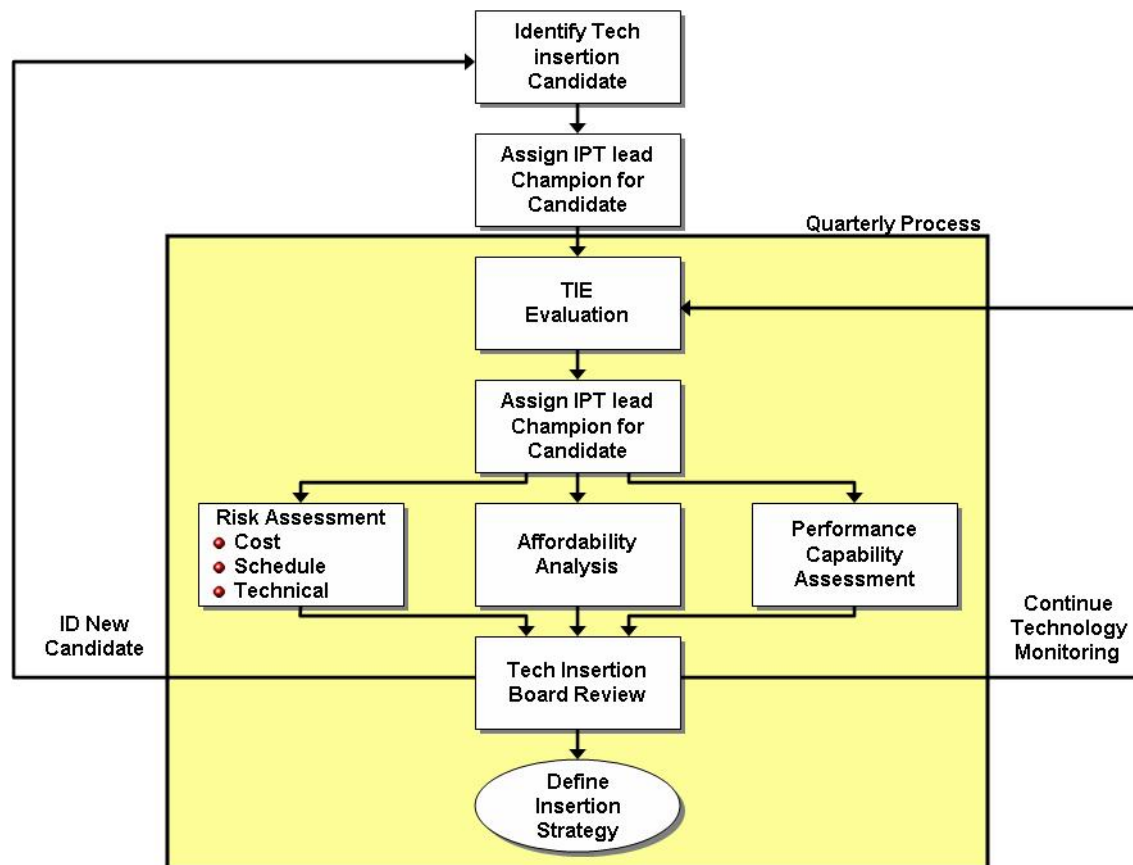 Identify Tech
insertion
Candidate
Assign IPT lead
Champion for
Candidate
Quarterly Process
TIE
Evaluation
Assign IPT lead
Champion for
Candidate
Risk Assessment
Cost
Schedule
Technical
Affordability
Analysis
Performance
Capability
Assessment
ID New
Candidate
Continue
Technology
Monitoring
Tech Insertion
Board Review
Define
Insertion
Strategy